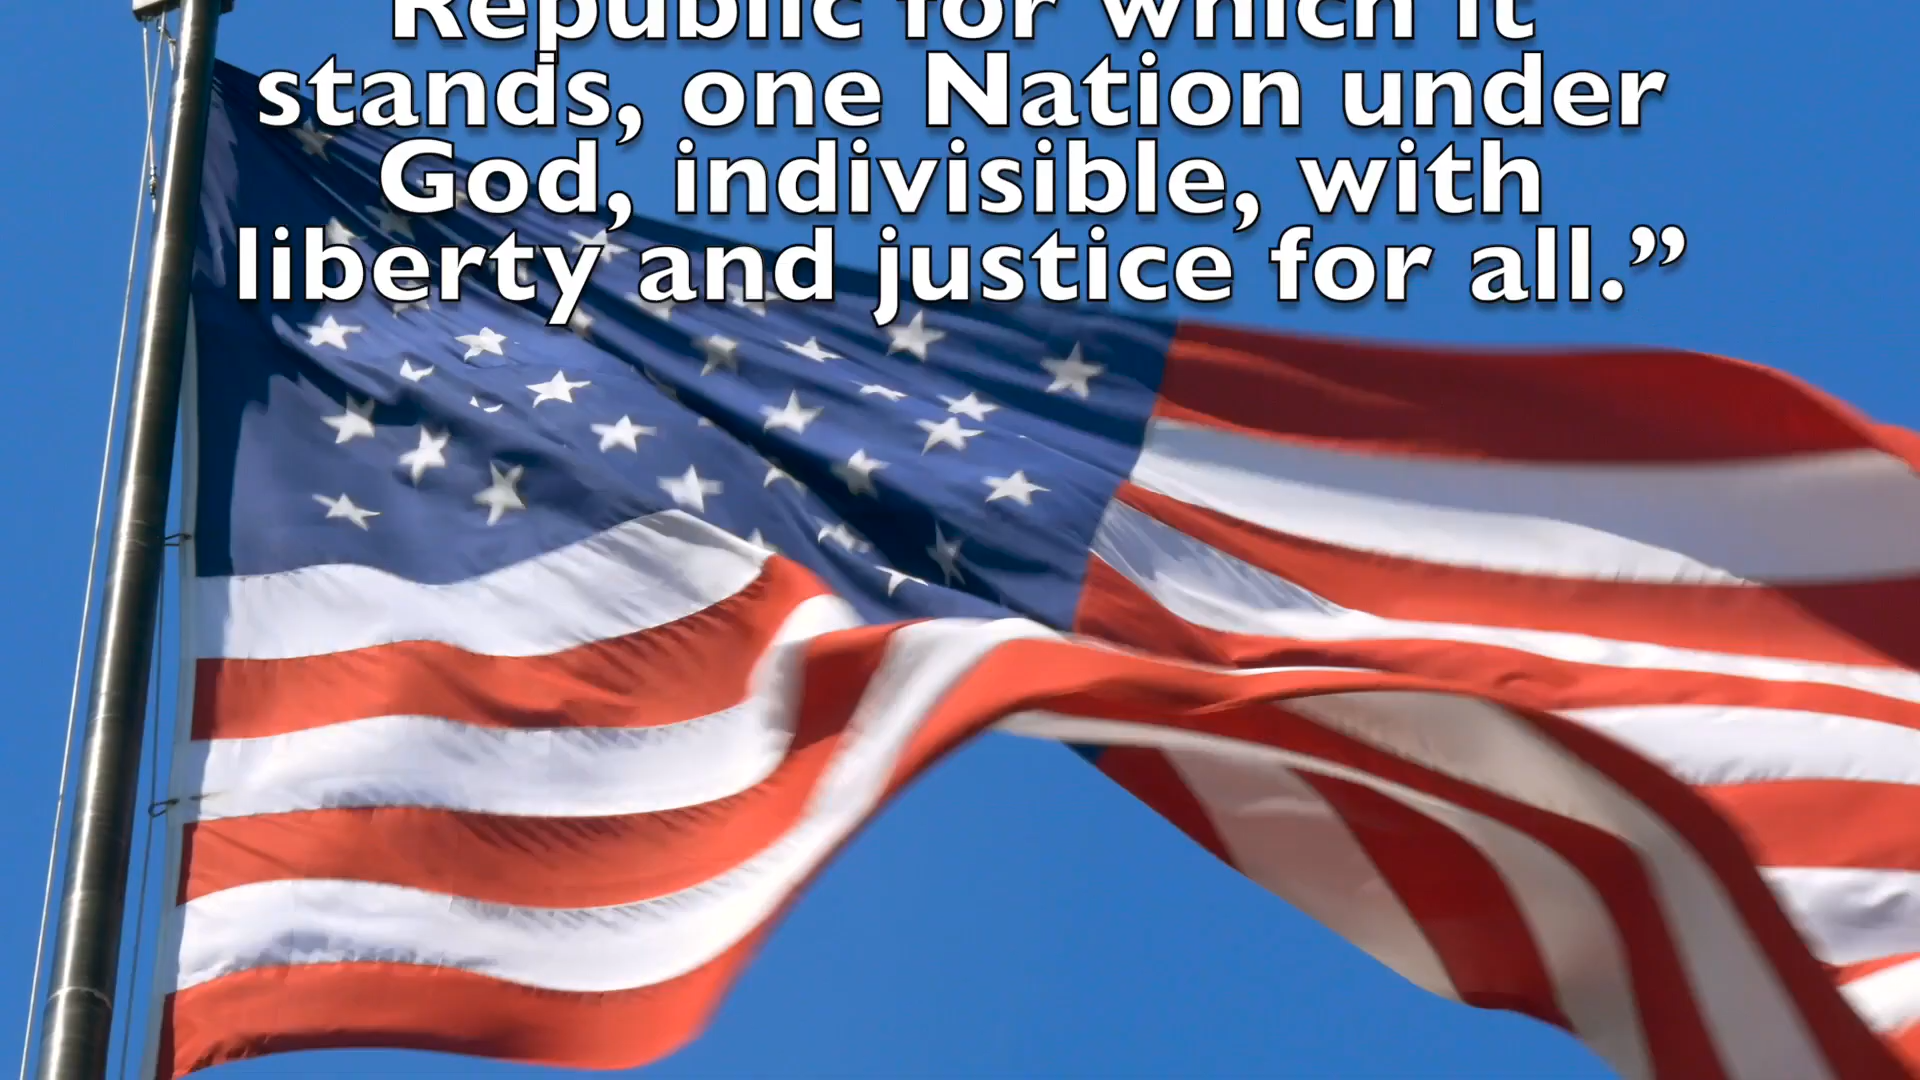 Republic for which it
stands, one Nation under
God, indivisible, with
liberty and justice for all.”